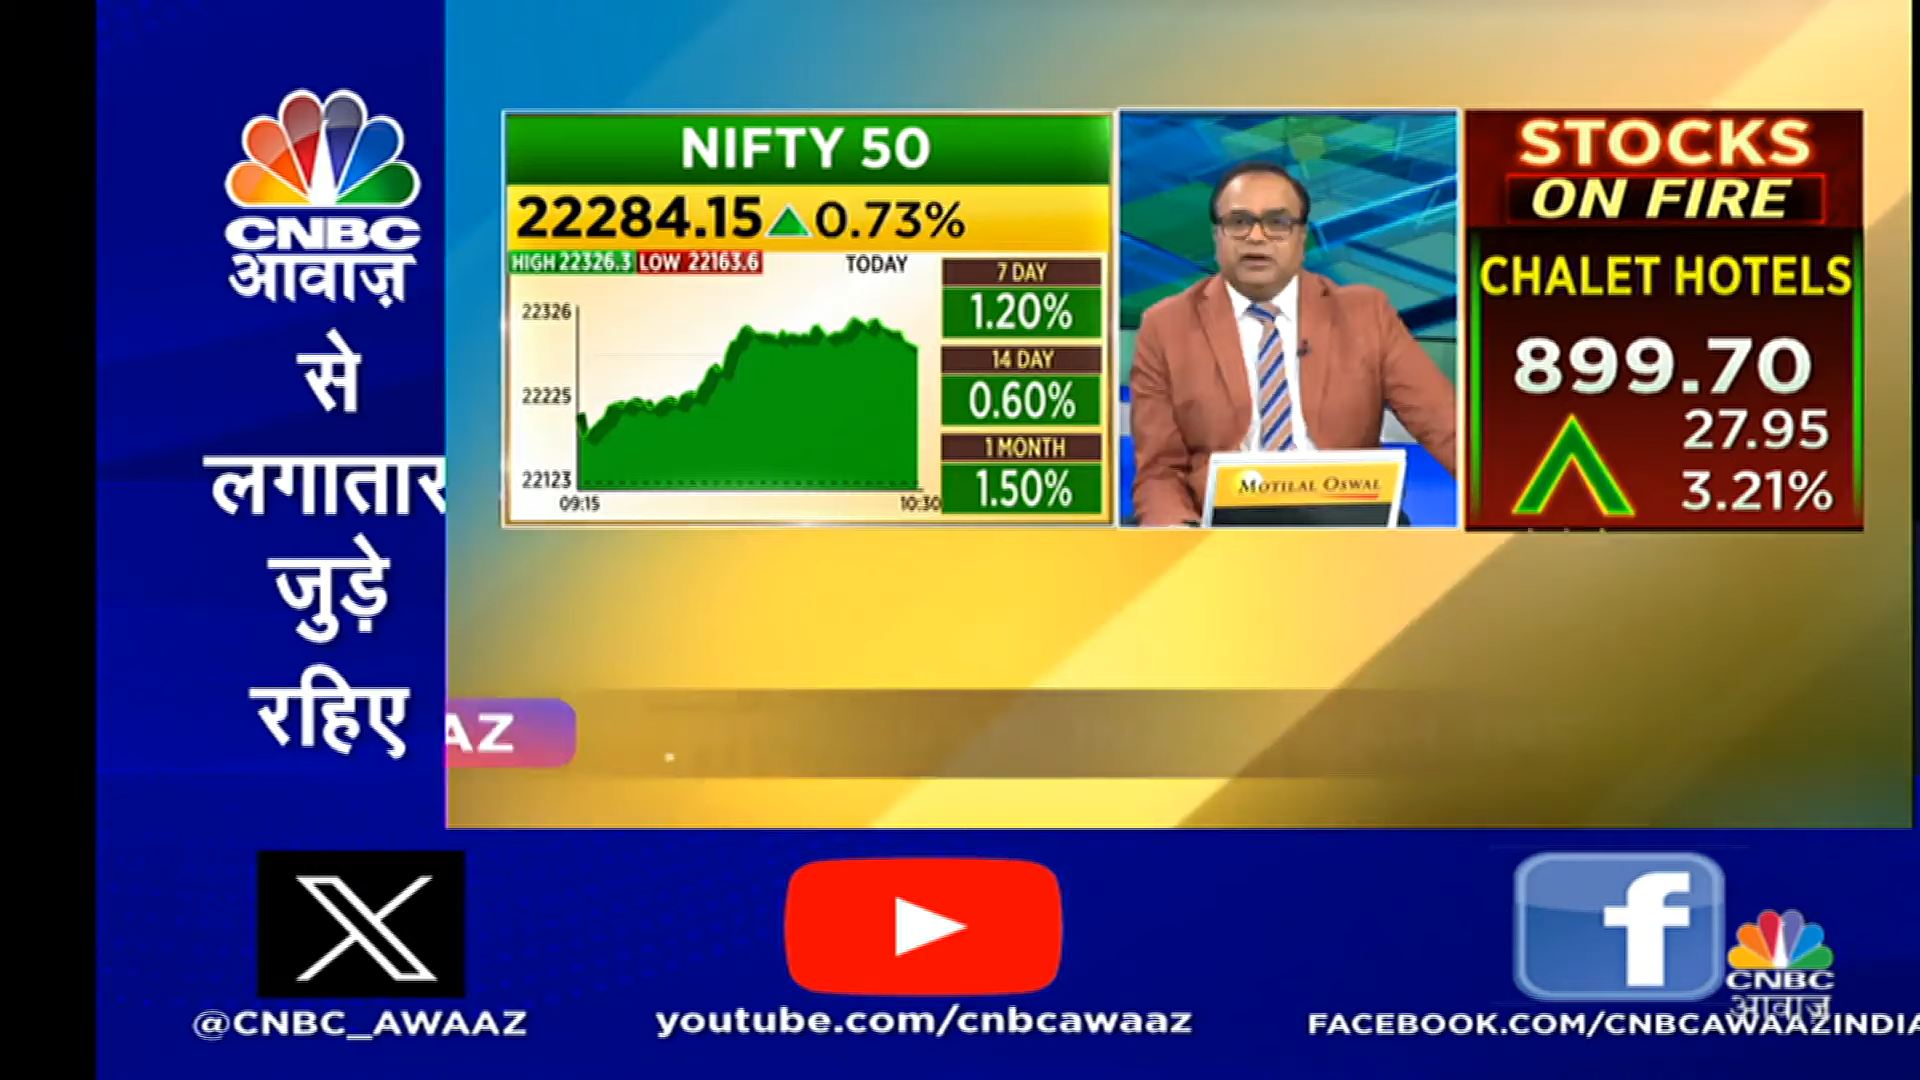 CNBC
आवाज़
से
लगातार
जुड़े
रहिए
NIFTY 50
22284.15 0.73%
HIGH 22326.3 LOW 22163.6 TODAY
22326
22225
22123
09:15 10:30
7 DAY
1.20%
14 DAY
0.60%
1 MONTH
1.50%
MOTILAL OSWAL
STOCKS
ON FIRE
CHALET HOTELS
899.70
27.95
3.21%
AZ
X
@CNBC_AWAAZ
youtube.com/cnbcawaaz
f
CNBC
आवाज़
FACEBOOK.COM/CNBCAWAAZINDIA